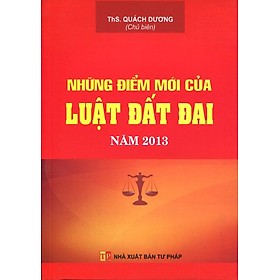 ThS. QUÁCH DƯƠNG
(Chủ biên)
NHỮNG ĐIỂM MỚI CỦA
LUẬT ĐẤT ĐAI
NĂM 2013
TP NHÀ XUẤT BẢN TƯ PHÁP